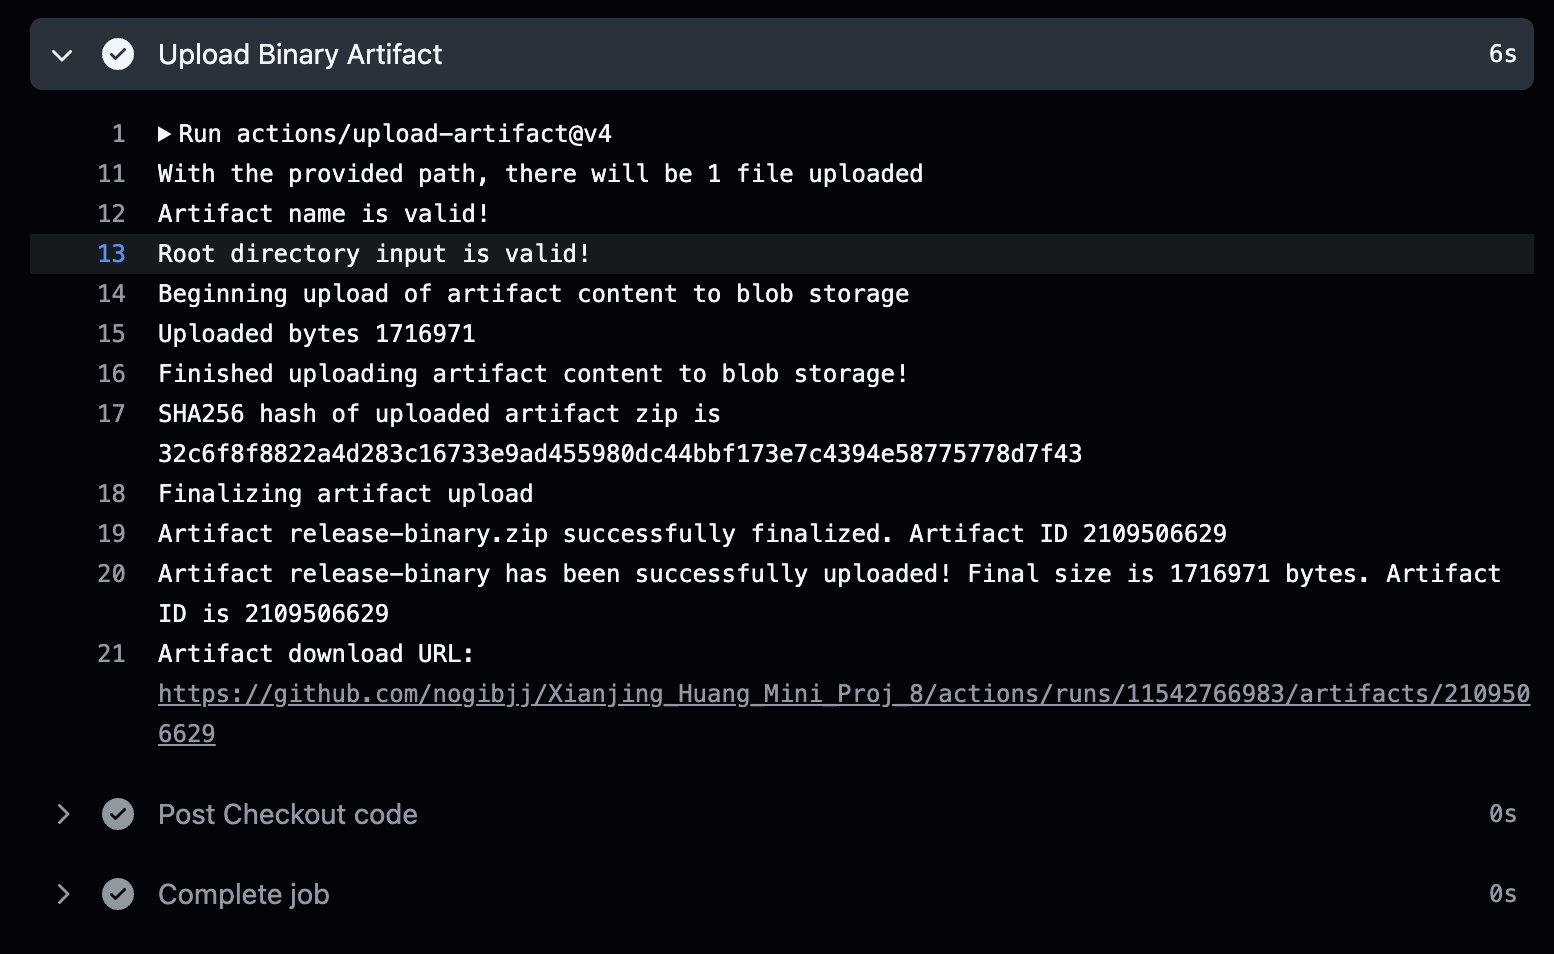 Upload Binary Artifact 6s
1 Run actions/upload-artifact@v4
11 With the provided path, there will be 1 file uploaded
12 Artifact name is valid!
13 Root directory input is valid!
14 Beginning upload of artifact content to blob storage
15 Uploaded bytes 1716971
16 Finished uploading artifact content to blob storage!
17 SHA256 hash of uploaded artifact zip is
32c6f8f8822a4d283c16733e9ad455980dc44bbf173e7c4394e58775778d7f43
18 Finalizing artifact upload
19 Artifact release-binary.zip successfully finalized. Artifact ID 2109506629
20 Artifact release-binary has been successfully uploaded! Final size is 1716971 bytes. Artifact
ID is 2109506629
21 Artifact download URL:
https://github.com/nogibjj/Xianjing_Huang_Mini_Proj_8/actions/runs/11542766983/artifacts/210950
6629
Post Checkout code 0s
Complete job 0s